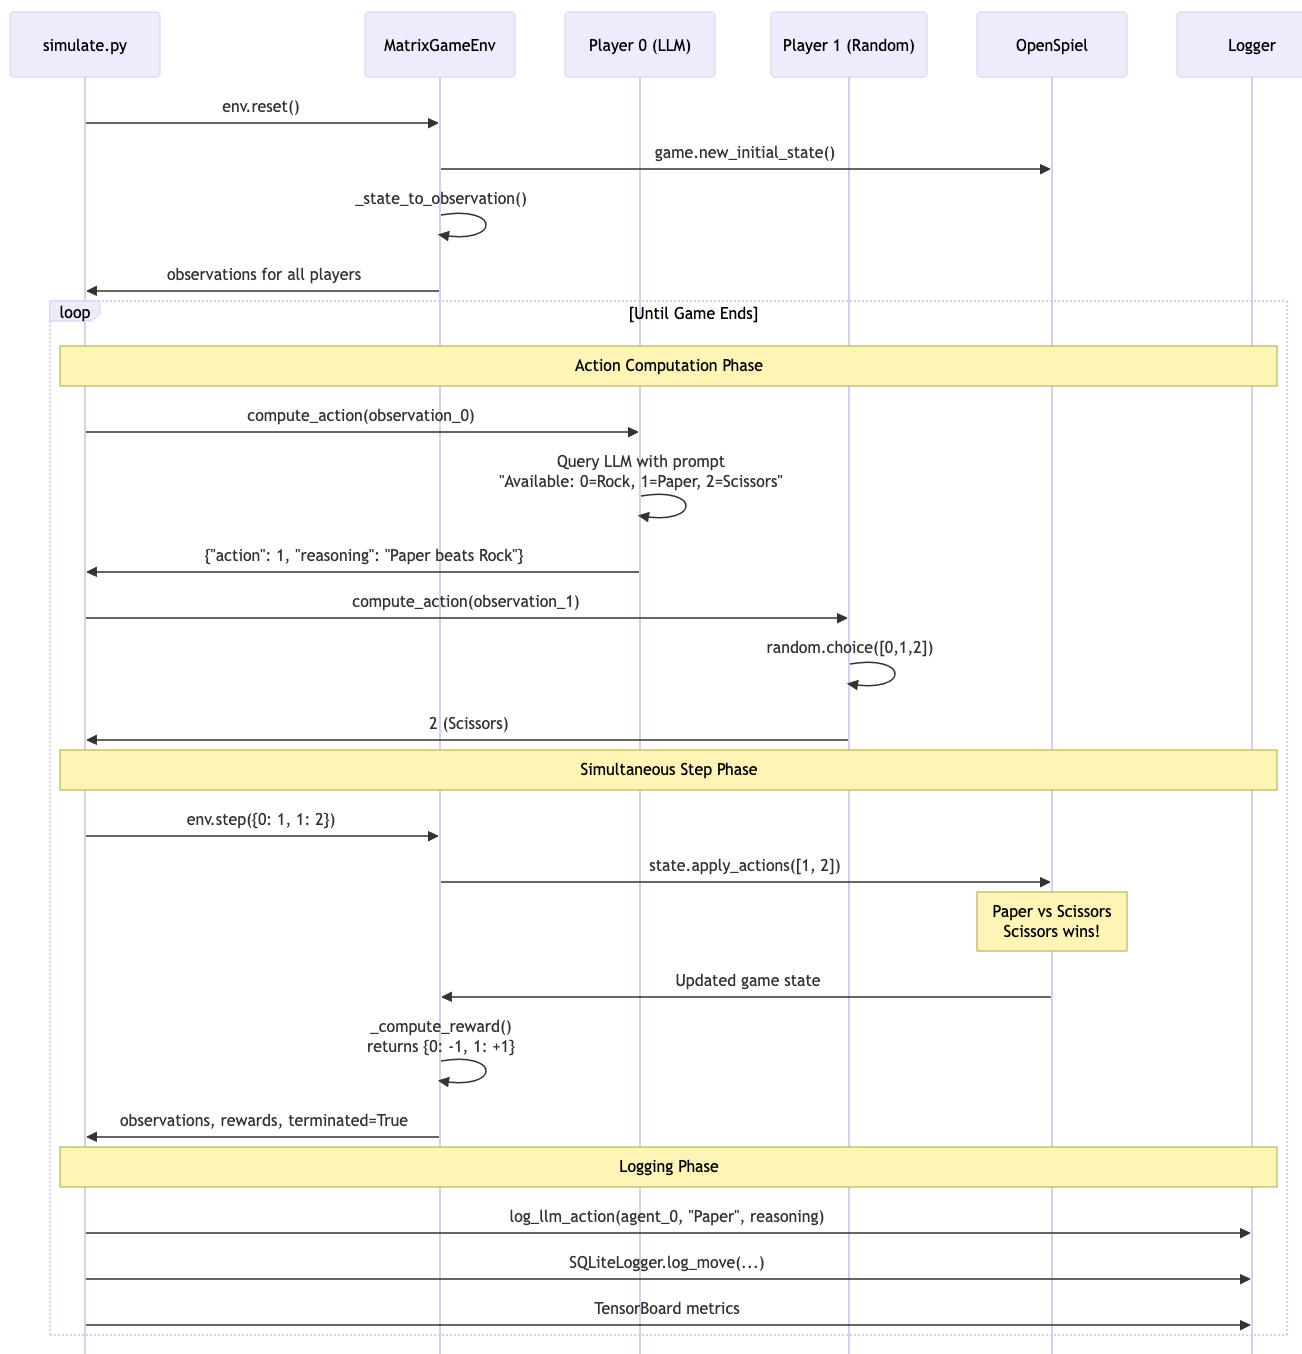 simulate.py
MatrixGameEnv
Player 0 (LLM)
Player 1 (Random)
OpenSpiel
Logger
env.reset()
game.new_initial_state()
_state_to_observation()
observations for all players
loop
[Until Game Ends]
Action Computation Phase
compute_action(observation_0)
Query LLM with prompt
"Available: 0=Rock, 1=Paper, 2=Scissors"
{"action": 1, "reasoning": "Paper beats Rock"}
compute_action(observation_1)
random.choice([0,1,2])
2 (Scissors)
Simultaneous Step Phase
env.step({0: 1, 1: 2})
state.apply_actions([1, 2])
Paper vs Scissors
Scissors wins!
Updated game state
_compute_reward()
returns {0: -1, 1: +1}
observations, rewards, terminated=True
Logging Phase
log_llm_action(agent_0, "Paper", reasoning)
SQLiteLogger.log_move(...)
TensorBoard metrics